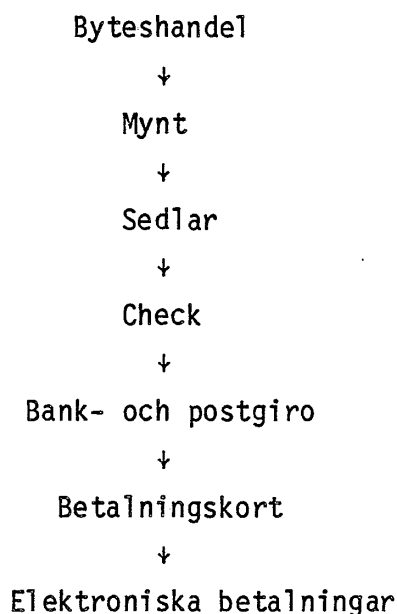 Byteshandel
↓
Mynt
↓
Sedlar
↓
Check
↓
Bank- och postgiro
↓
Betalningskort
↓
Elektroniska betalningar